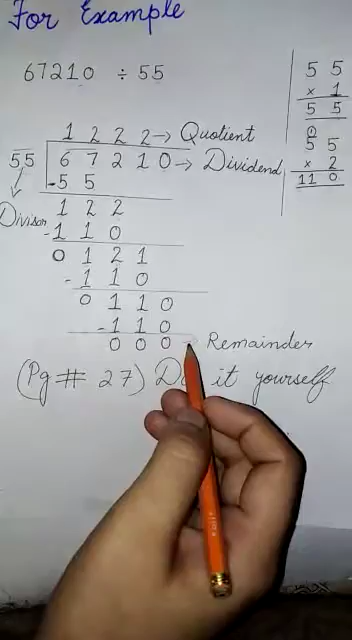 For Example
67210 ÷ 55
5 5
× 1
5 5
0
5 5
× 2
11 0
1 2 2 2 → Quotient
55 6 7 2 1 0 → Dividend
- 5 5
Divisor
1 2 2
- 1 1 0
0 1 2 1
- 1 1 0
0 1 1 0
- 1 1 0
0 0 0 Remainder
(Pg # 27) Do it yourself